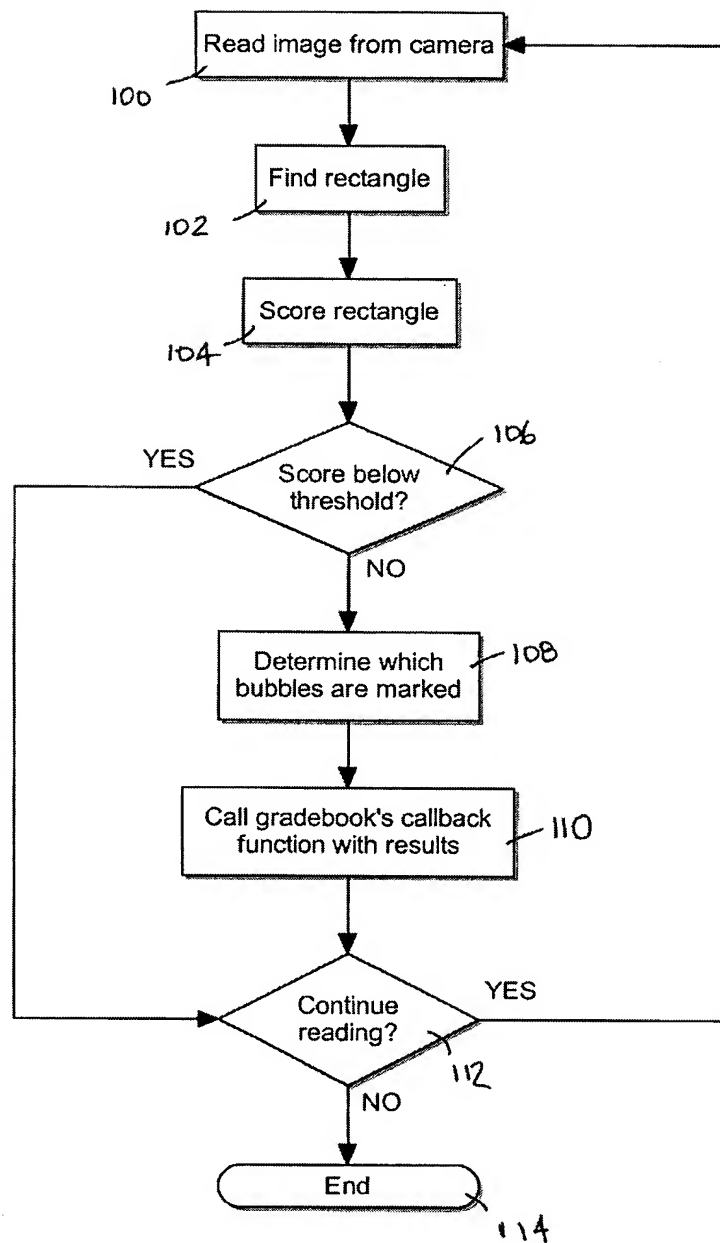 Read image from camera
100
Find rectangle
102
Score rectangle
104
106
YES
Score below
threshold?
NO
Determine which
bubbles are marked
108
Call gradebook's callback
function with results
110
Continue
reading?
YES
112
NO
End
114